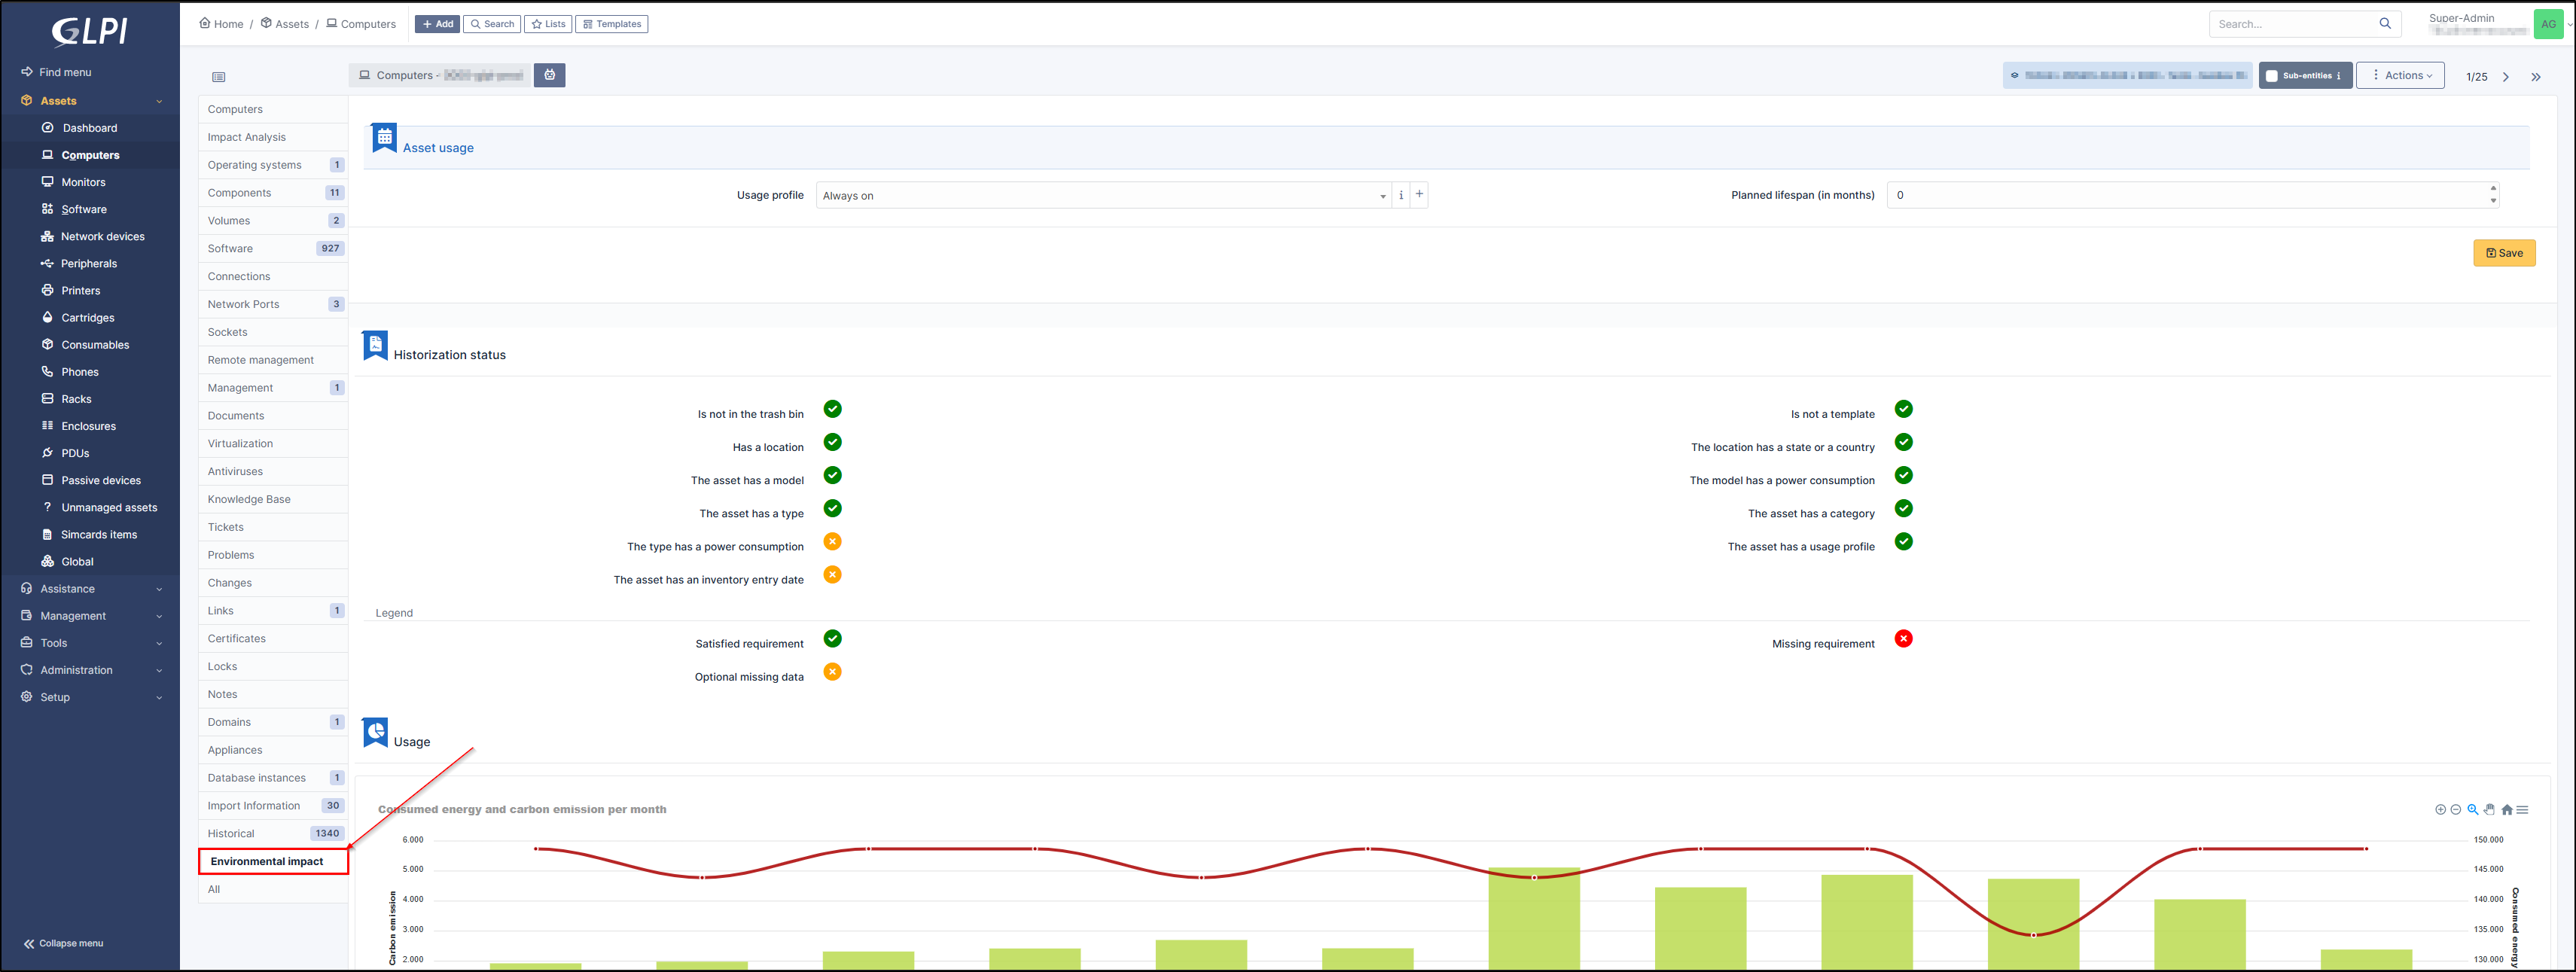 GLPI
Find menu
Assets
Dashboard
Computers
Monitors
Software
Network devices
Peripherals
Printers
Cartridges
Consumables
Phones
Racks
Enclosures
PDUs
Passive devices
Unmanaged assets
Simcards items
Global
Assistance
Management
Tools
Administration
Setup
Collapse menu
Home / Assets / Computers
Add
Search
Lists
Templates
Search...
Super-Admin
AG
Computers -
Sub-entities
Actions
1/25
Computers
Impact Analysis
Operating systems 1
Components 11
Volumes 2
Software 927
Connections
Network Ports 3
Sockets
Remote management
Management 1
Documents
Virtualization
Antiviruses
Knowledge Base
Tickets
Problems
Changes
Links 1
Certificates
Locks
Notes
Domains 1
Appliances
Database instances 1
Import Information 30
Historical 1340
Environmental impact
All
Asset usage
Usage profile Always on
Planned lifespan (in months) 0
Save
Historization status
Is not in the trash bin
Is not a template
Has a location
The location has a state or a country
The asset has a model
The model has a power consumption
The asset has a type
The asset has a category
The type has a power consumption
The asset has a usage profile
The asset has an inventory entry date
Legend
Satisfied requirement
Missing requirement
Optional missing data
Usage
Consumed energy and carbon emission per month
6.000
5.000
4.000
3.000
2.000
Carbon emission
150.000
145.000
140.000
135.000
130.000
Consumed energy